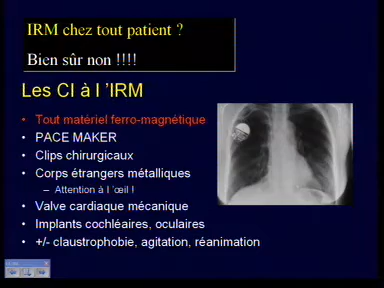 IRM chez tout patient ?
Bien sûr non !!!!
Les CI à l 'IRM
• Tout matériel ferro-magnétique
• PACE MAKER
• Clips chirurgicaux
• Corps étrangers métalliques
– Attention à l 'œil !
• Valve cardiaque mécanique
• Implants cochléaires, oculaires
• +/- claustrophobie, agitation, réanimation